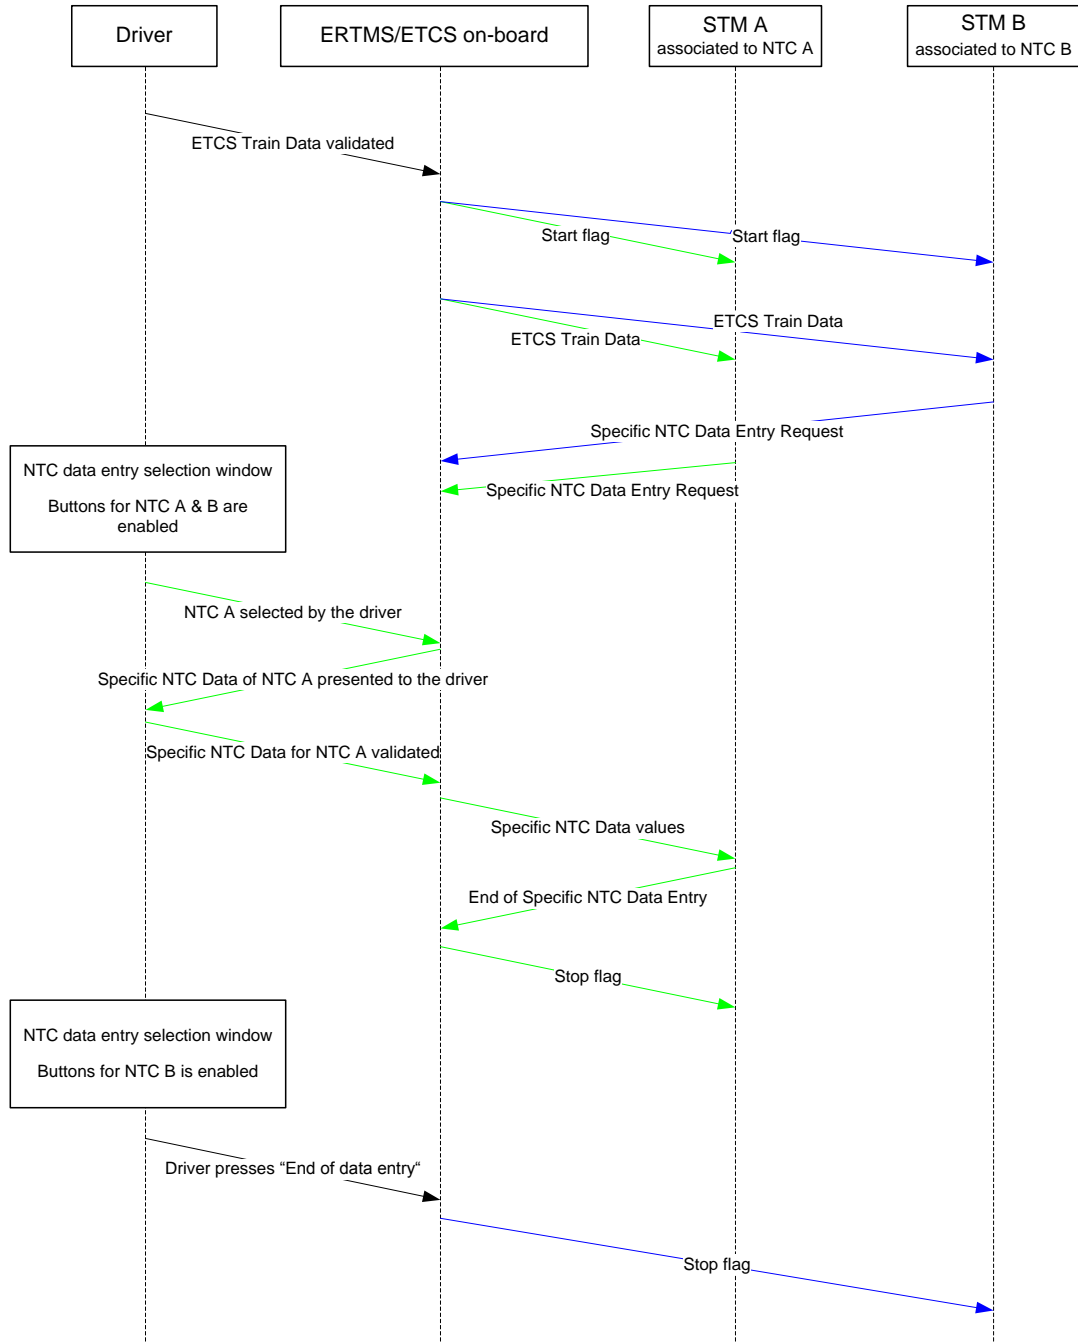 Driver
ERTMS/ETCS on-board
STM A
associated to NTC A
STM B
associated to NTC B
ETCS Train Data validated
Start flag
Start flag
ETCS Train Data
ETCS Train Data
Specific NTC Data Entry Request
Specific NTC Data Entry Request
NTC data entry selection window
Buttons for NTC A & B are
enabled
NTC A selected by the driver
Specific NTC Data of NTC A presented to the driver
Specific NTC Data for NTC A validated
Specific NTC Data values
End of Specific NTC Data Entry
Stop flag
NTC data entry selection window
Buttons for NTC B is enabled
Driver presses “End of data entry“
Stop flag